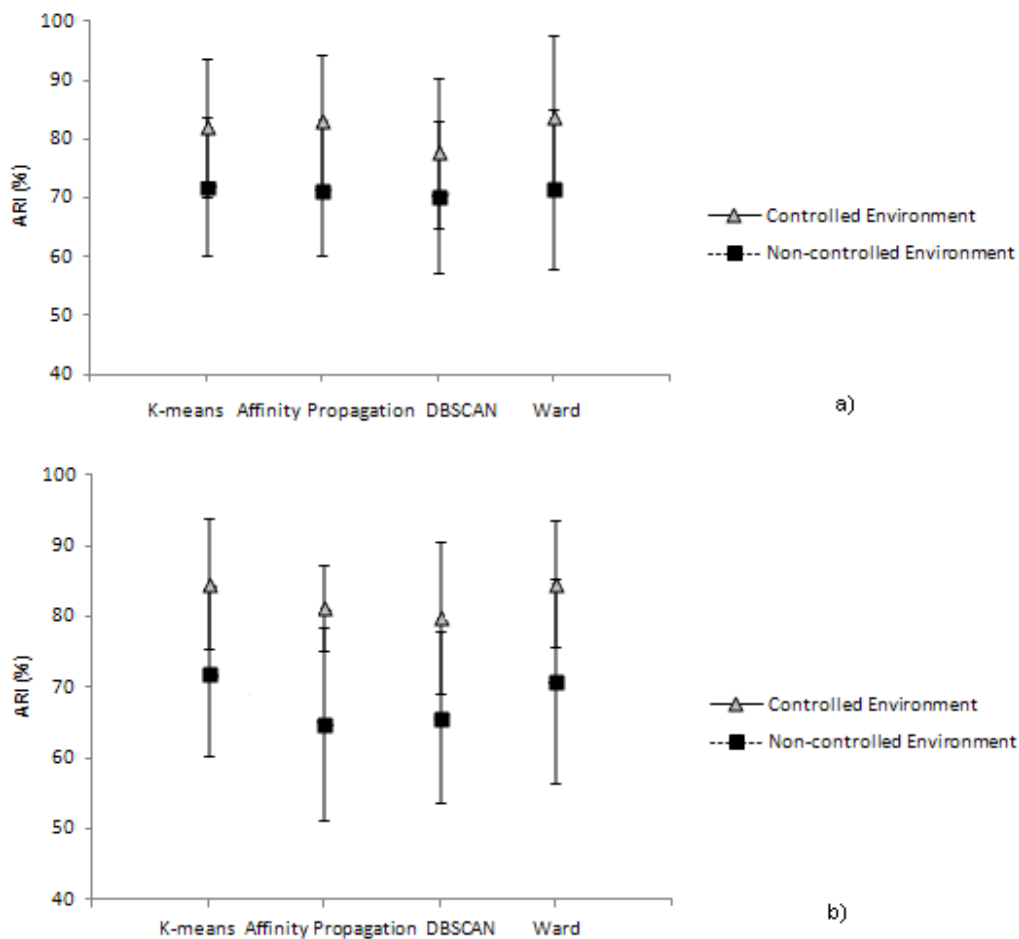 100
90
80
70
60
50
40
ARI (%)
K-means Affinity Propagation DBSCAN Ward
Controlled Environment
Non-controlled Environment
a)
100
90
80
70
60
50
40
ARI (%)
K-means Affinity Propagation DBSCAN Ward
Controlled Environment
Non-controlled Environment
b)